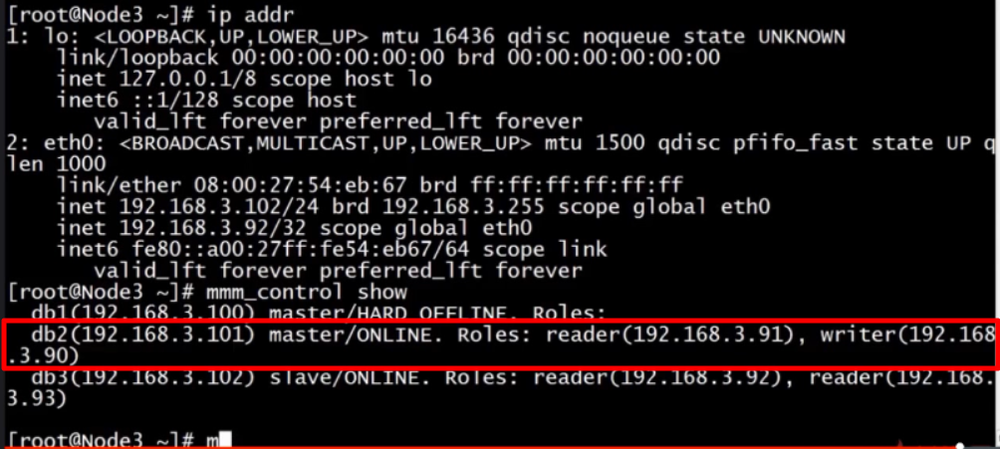 [root@Node3 ~]# ip addr
1: lo: <LOOPBACK,UP,LOWER_UP> mtu 16436 qdisc noqueue state UNKNOWN
link/loopback 00:00:00:00:00:00 brd 00:00:00:00:00:00
inet 127.0.0.1/8 scope host lo
inet6 ::1/128 scope host
valid_lft forever preferred_lft forever
2: eth0: <BROADCAST,MULTICAST,UP,LOWER_UP> mtu 1500 qdisc pfifo_fast state UP q
len 1000
link/ether 08:00:27:54:eb:67 brd ff:ff:ff:ff:ff:ff
inet 192.168.3.102/24 brd 192.168.3.255 scope global eth0
inet 192.168.3.92/32 scope global eth0
inet6 fe80::a00:27ff:fe54:eb67/64 scope link
valid_lft forever preferred_lft forever
[root@Node3 ~]# mmm_control show
db1(192.168.3.100) master/HARD_OFFLINE. Roles:
db2(192.168.3.101) master/ONLINE. Roles: reader(192.168.3.91), writer(192.168
.3.90)
db3(192.168.3.102) slave/ONLINE. Roles: reader(192.168.3.92), reader(192.168.
3.93)
[root@Node3 ~]# m